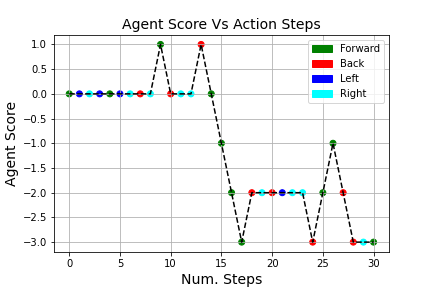 Agent Score Vs Action Steps
1.0
0.5
0.0
−0.5
−1.0
−1.5
−2.0
−2.5
−3.0
Agent Score
Forward
Back
Left
Right
0 5 10 15 20 25 30
Num. Steps